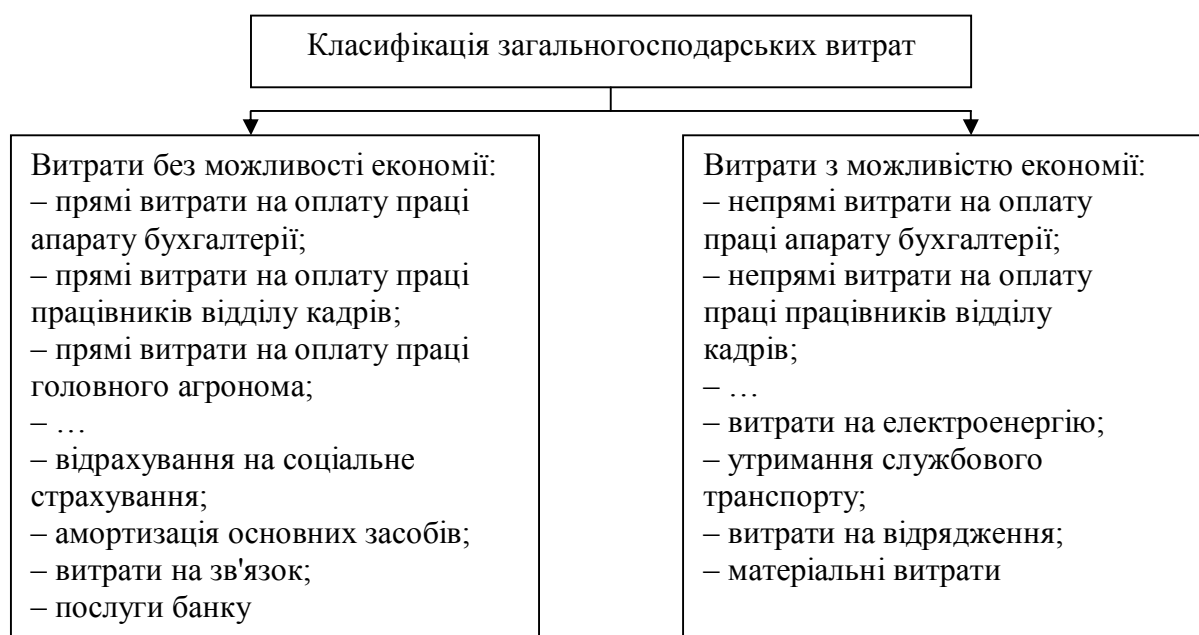 Класифікація загальногосподарських витрат
Витрати без можливості економії:
– прямі витрати на оплату праці
апарату бухгалтерії;
– прямі витрати на оплату праці
працівників відділу кадрів;
– прямі витрати на оплату праці
головного агронома;
– …
– відрахування на соціальне
страхування;
– амортизація основних засобів;
– витрати на зв'язок;
– послуги банку
Витрати з можливістю економії:
– непрямі витрати на оплату
праці апарату бухгалтерії;
– непрямі витрати на оплату
праці працівників відділу
кадрів;
– …
– витрати на електроенергію;
– утримання службового
транспорту;
– витрати на відрядження;
– матеріальні витрати